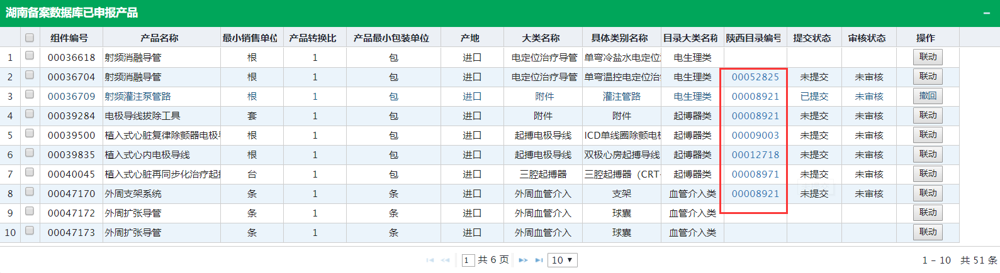 湖南备案数据库已申报产品
组件编号 产品名称 最小销售单位 产品转换比 产品最小包装单位 产地 大类名称 具体类别名称 目录大类名称 陕西目录编号 提交状态 审核状态 操作
1 00036618 射频消融导管 根 1 包 进口 电定位治疗导管 单弯冷盐水电定位 电生理类 联动
2 00036704 射频消融导管 根 1 包 进口 电定位治疗导管 单弯温控电定位治 电生理类 00052825 未提交 未审核 联动
3 00036709 射频灌注泵管路 根 1 包 进口 附件 灌注管路 电生理类 00008921 已提交 未审核 撤回
4 00039284 电极导线拔除工具 套 1 包 进口 附件 附件 起搏器类 00008921 未提交 未审核 联动
5 00039500 植入式心脏复律除颤器电极 根 1 包 进口 起搏电极导线 ICD单线圈除颤电极 起搏器类 00009003 未提交 未审核 联动
6 00039835 植入式心内电极导线 根 1 包 进口 起搏电极导线 双极心房起搏导线 起搏器类 00012718 未提交 未审核 联动
7 00040045 植入式心脏再同步化治疗起搏 台 1 包 进口 三腔起搏器 三腔起搏器（CRT- 起搏器类 00008971 未提交 未审核 联动
8 00047170 外周支架系统 条 1 包 进口 外周血管介入 支架 血管介入类 00008921 未提交 未审核 联动
9 00047172 外周扩张导管 条 1 条 进口 外周血管介入 球囊 血管介入类 联动
10 00047173 外周扩张导管 条 1 条 进口 外周血管介入 球囊 血管介入类 联动
1 共 6 页 10 1 - 10 共 51 条